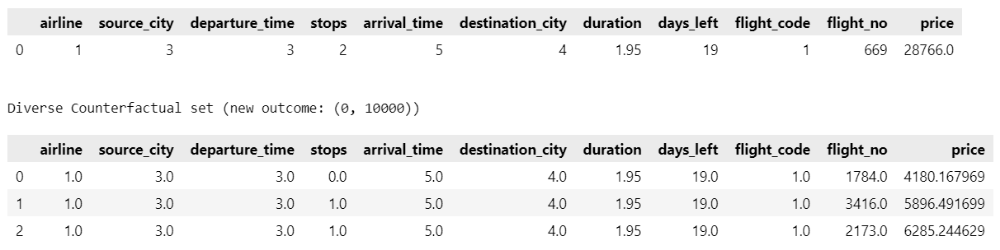 airline source_city departure_time stops arrival_time destination_city duration days_left flight_code flight_no price
0 1 3 3 2 5 4 1.95 19 1 669 28766.0
Diverse Counterfactual set (new outcome: (0, 10000))
airline source_city departure_time stops arrival_time destination_city duration days_left flight_code flight_no price
0 1.0 3.0 3.0 0.0 5.0 4.0 1.95 19.0 1.0 1784.0 4180.167969
1 1.0 3.0 3.0 1.0 5.0 4.0 1.95 19.0 1.0 3416.0 5896.491699
2 1.0 3.0 3.0 1.0 5.0 4.0 1.95 19.0 1.0 2173.0 6285.244629